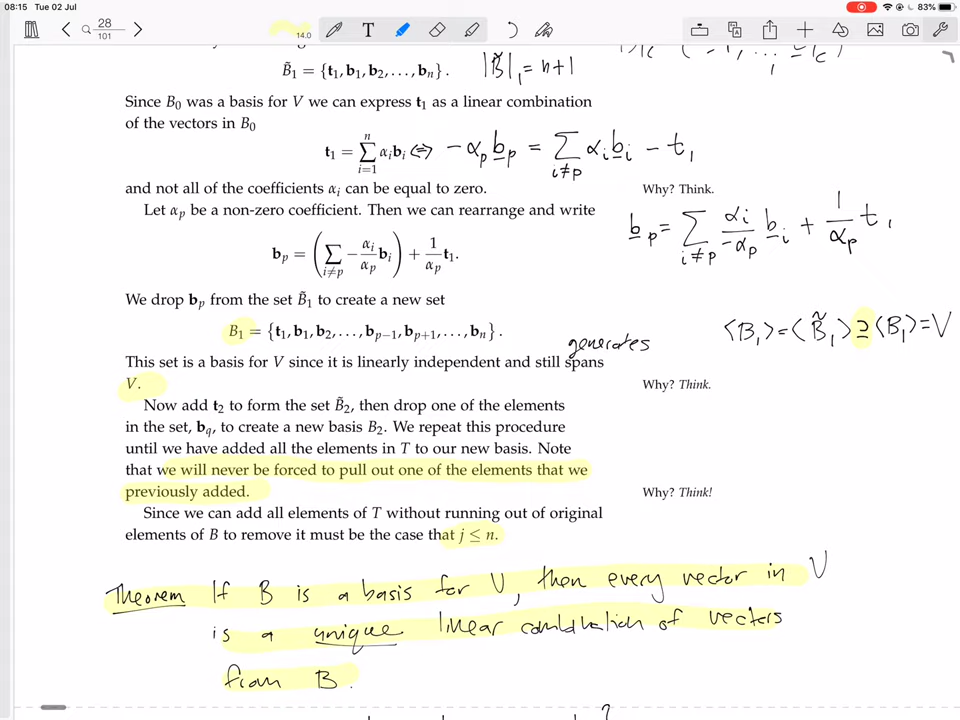 08:15 Tue 02 Jul
83%
28
101
14.0
T
B̃₁ = {t₁, b₁, b₂, …, bₙ}.
|B̃₁| = n+1
Since B₀ was a basis for V we can express t₁ as a linear combination
of the vectors in B₀
t₁ = ∑ⁿᵢ₌₁ αᵢbᵢ ⇔ −αₚbₚ = ∑_{i≠p} αᵢbᵢ − t₁
and not all of the coefficients αᵢ can be equal to zero.
Why? Think.
Let αₚ be a non-zero coefficient. Then we can rearrange and write
bₚ = ∑_{i≠p} αᵢ/−αₚ bᵢ + 1/αₚ t₁
bₚ = (∑_{i≠p} −αᵢ/αₚ bᵢ) + 1/αₚ t₁.
We drop bₚ from the set B̃₁ to create a new set
B₁ = {t₁, b₁, b₂, …, bₚ₋₁, bₚ₊₁, …, bₙ}.
⟨B₁⟩ = ⟨B̃₁⟩ ⊇ ⟨B₁⟩ = V
generates
This set is a basis for V since it is linearly independent and still spans
V.
Why? Think.
Now add t₂ to form the set B̃₂, then drop one of the elements
in the set, b_q, to create a new basis B₂. We repeat this procedure
until we have added all the elements in T to our new basis. Note
that we will never be forced to pull out one of the elements that we
previously added.
Why? Think!
Since we can add all elements of T without running out of original
elements of B to remove it must be the case that j ≤ n.
Theorem If B is a basis for V, then every vector in V
is a unique linear combination of vectors
from B.